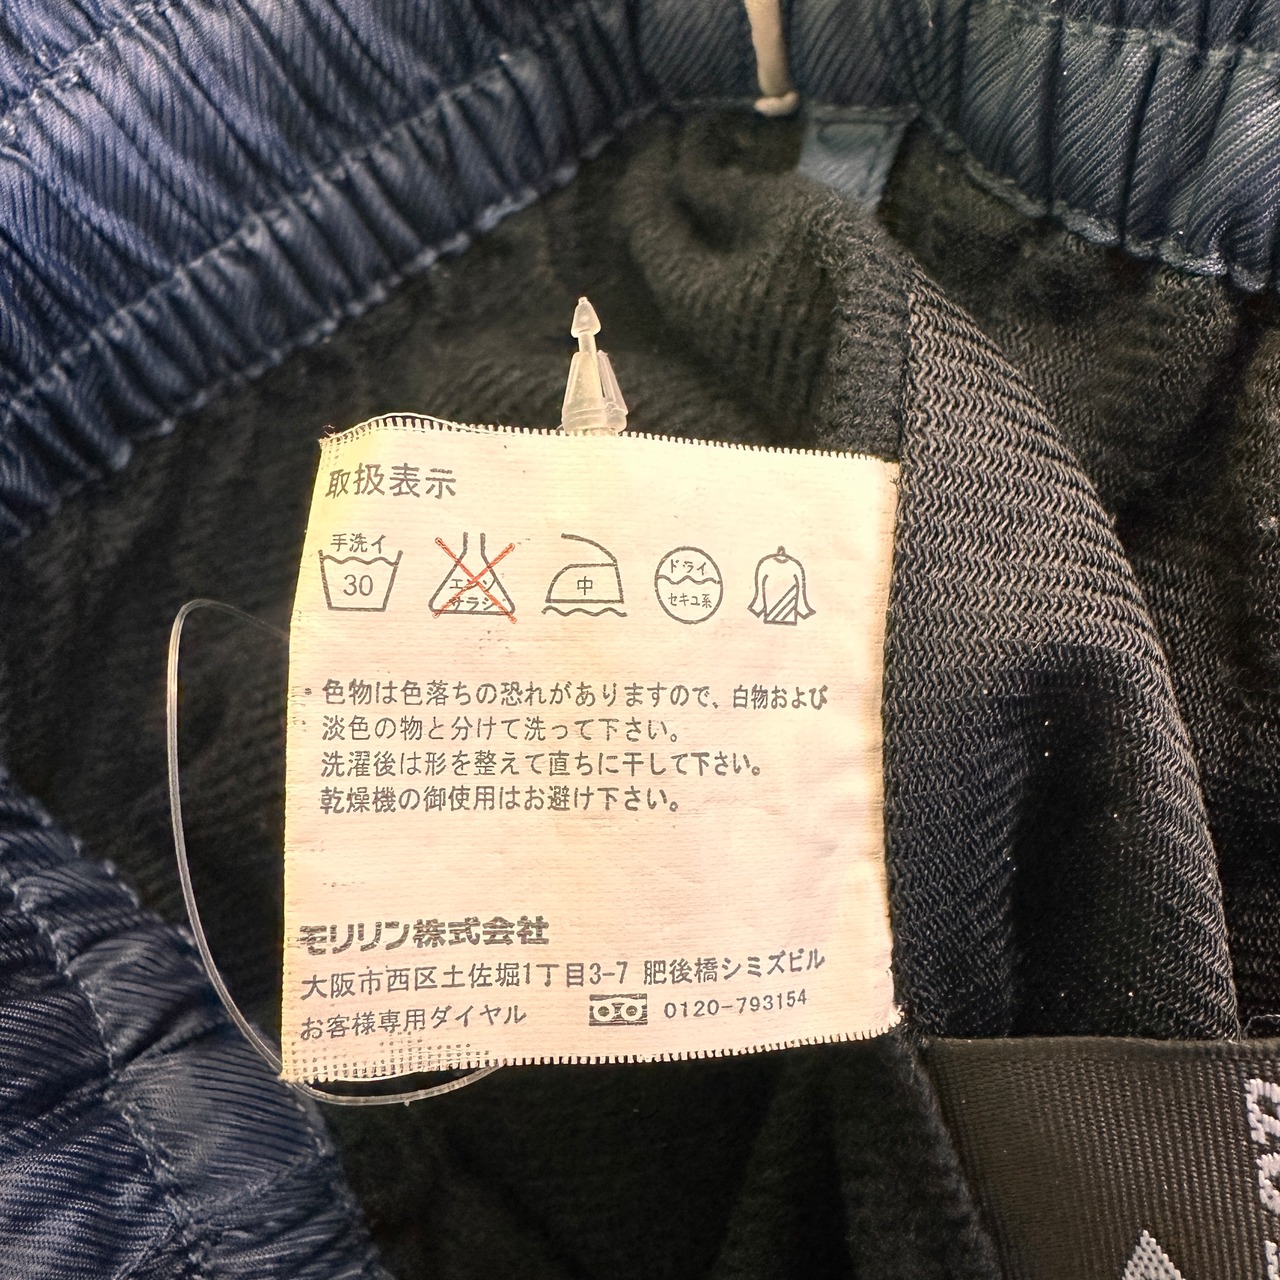 取扱表示
手洗イ
30
エンソ
サラシ
中
ドライ
セキユ系
色物は色落ちの恐れがありますので、白物および
淡色の物と分けて洗って下さい。
洗濯後は形を整えて直ちに干して下さい。
乾燥機の御使用はお避け下さい。
モリリン株式会社
大阪市西区土佐堀1丁目3-7 肥後橋シミズビル
お客様専用ダイヤル 0120-793154